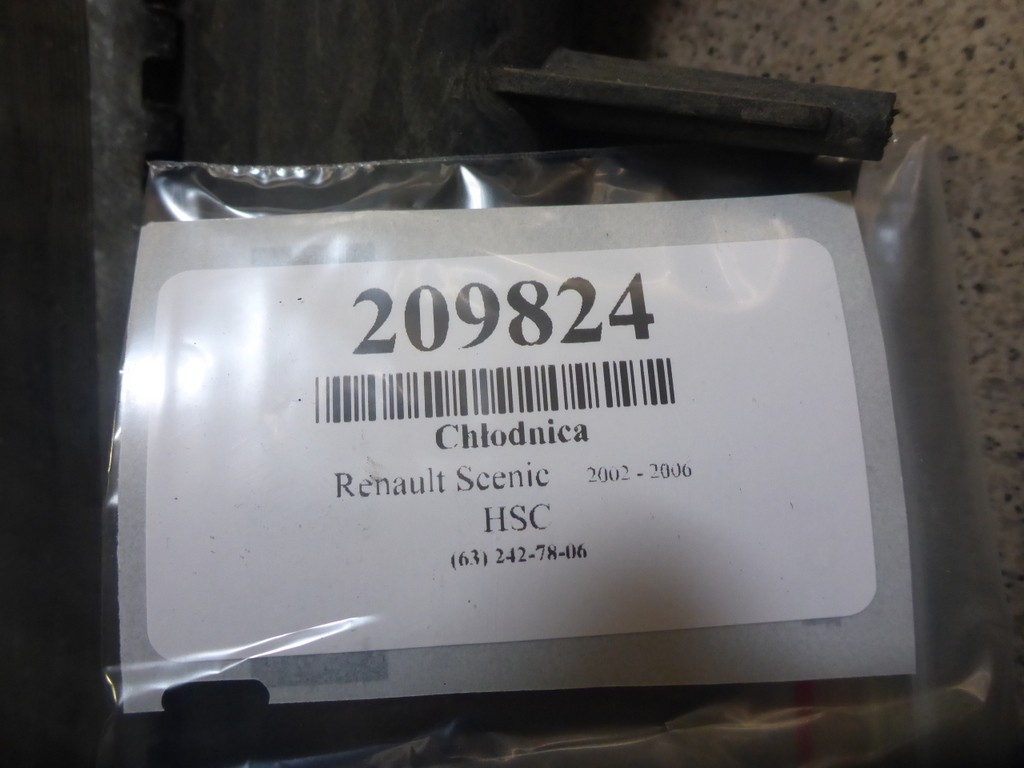 209824
Chłodnica
Renault Scenic 2002 - 2006
HSC
(63) 242-78-06